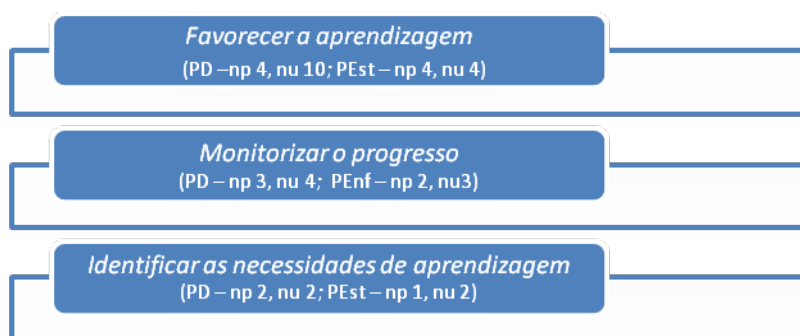 Favorecer a aprendizagem
(PD –np 4, nu 10; PEst – np 4, nu 4)
Monitorizar o progresso
(PD – np 3, nu 4; PEnf – np 2, nu3)
Identificar as necessidades de aprendizagem
(PD – np 2, nu 2; PEst – np 1, nu 2)